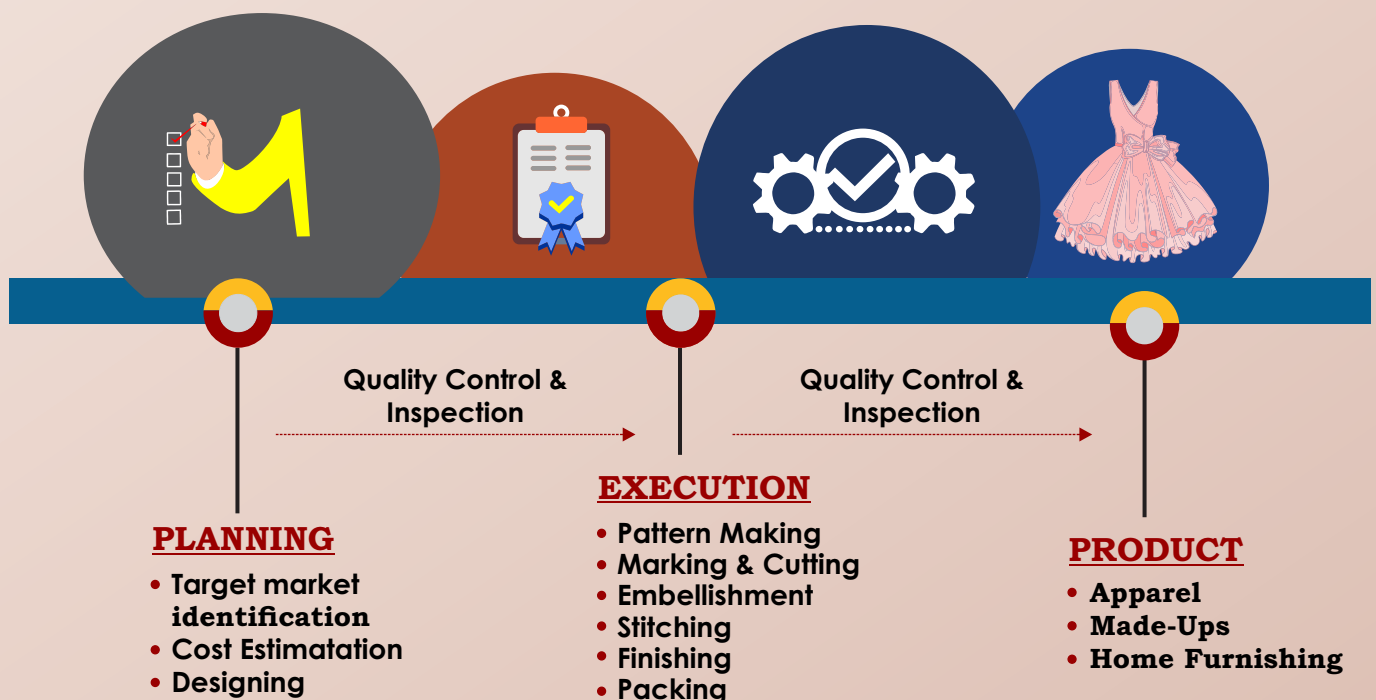 Quality Control &
Inspection
Quality Control &
Inspection
PLANNING
• Target market
identification
• Cost Estimatation
• Designing
EXECUTION
• Pattern Making
• Marking & Cutting
• Embellishment
• Stitching
• Finishing
• Packing
PRODUCT
• Apparel
• Made-Ups
• Home Furnishing